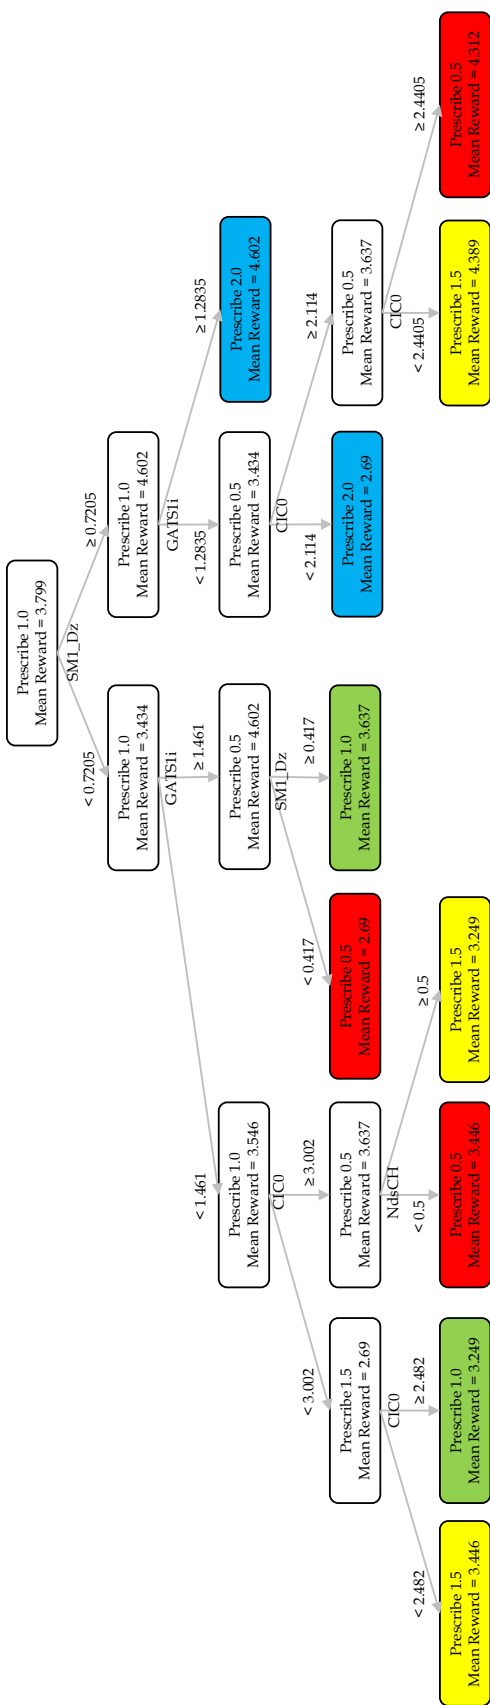 Prescribe 1.0
Mean Reward = 3.799
SM1_Dz
< 0.7205
≥ 0.7205
Prescribe 1.0
Mean Reward = 3.434
GATS1i
Prescribe 1.0
Mean Reward = 4.602
GATS1i
< 1.461
≥ 1.461
< 1.2835
≥ 1.2835
Prescribe 1.0
Mean Reward = 3.546
CIC0
Prescribe 0.5
Mean Reward = 4.602
SM1_Dz
Prescribe 0.5
Mean Reward = 3.434
CIC0
Prescribe 2.0
Mean Reward = 4.602
< 3.002
≥ 3.002
< 0.417
≥ 0.417
< 2.114
≥ 2.114
Prescribe 1.5
Mean Reward = 2.69
CIC0
Prescribe 0.5
Mean Reward = 3.637
NdsCH
Prescribe 0.5
Mean Reward = 2.69
Prescribe 1.0
Mean Reward = 3.637
Prescribe 2.0
Mean Reward = 2.69
Prescribe 0.5
Mean Reward = 3.637
CIC0
< 2.482
≥ 2.482
< 0.5
≥ 0.5
< 2.4405
≥ 2.4405
Prescribe 1.5
Mean Reward = 3.446
Prescribe 1.0
Mean Reward = 3.249
Prescribe 0.5
Mean Reward = 3.446
Prescribe 1.5
Mean Reward = 3.249
Prescribe 1.5
Mean Reward = 4.389
Prescribe 0.5
Mean Reward = 4.312